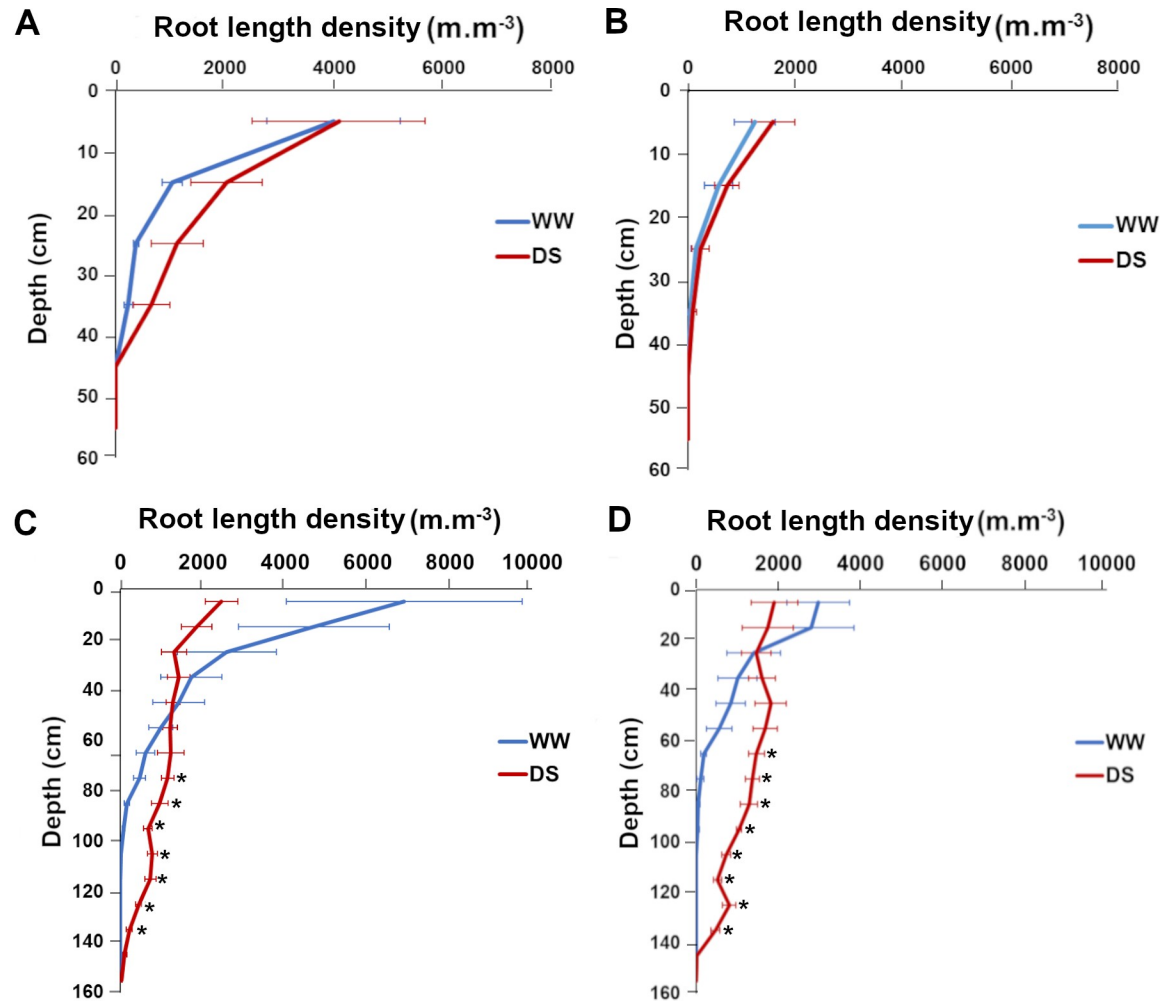 A
Root length density (m.m-3)
0 2000 4000 6000 8000
0
10
20
30
40
50
60
Depth (cm)
WW
DS
B
Root length density (m.m-3)
0 2000 4000 6000 8000
0
10
20
30
40
50
60
Depth (cm)
WW
DS
C
Root length density (m.m-3)
0 2000 4000 6000 8000 10000
0
20
40
60
80
100
120
140
160
Depth (cm)
WW
DS
*
*
*
*
*
*
*
D
Root length density (m.m-3)
0 2000 4000 6000 8000 10000
0
20
40
60
80
100
120
140
160
Depth (cm)
WW
DS
*
*
*
*
*
*
*
*